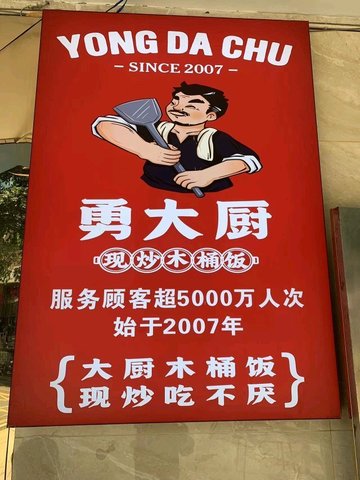 YONG DA CHU
– SINCE 2007 –
勇大厨
现炒木桶饭
服务顾客超5000万人次
始于2007年
{大厨木桶饭
现炒吃不厌}